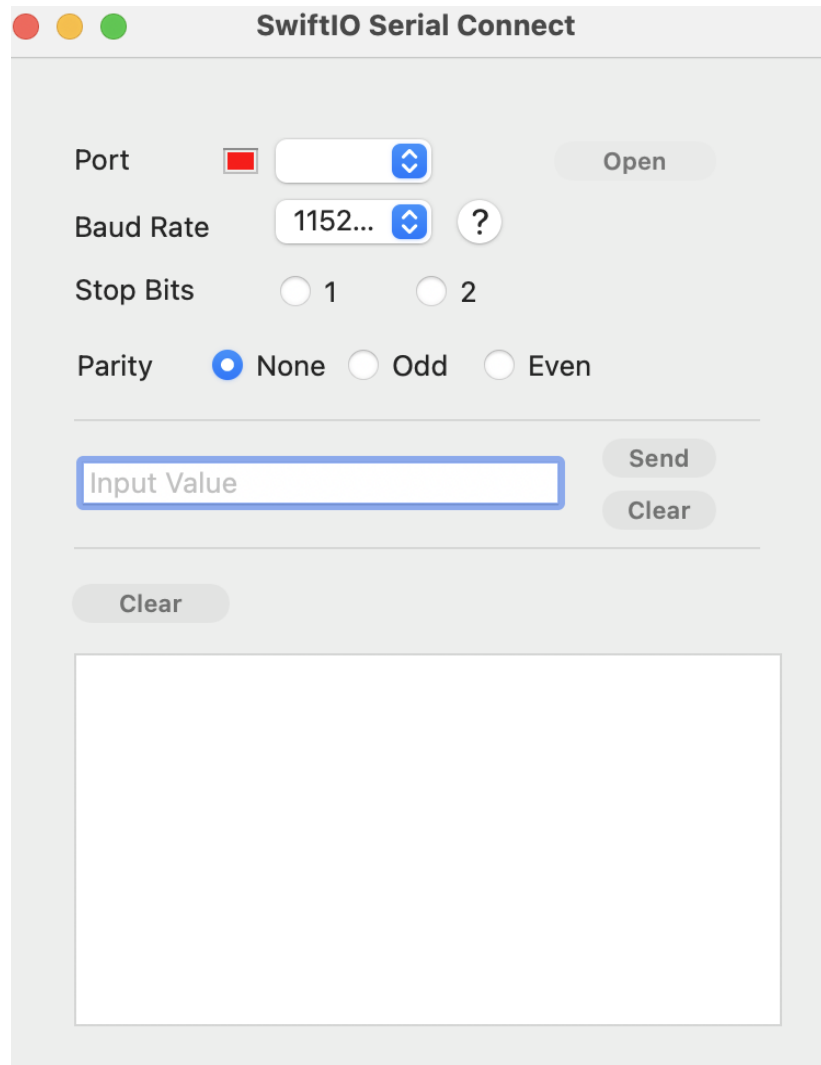 SwiftIO Serial Connect
Port Open
Baud Rate 1152... ?
Stop Bits 1 2
Parity None Odd Even
Input Value
Send
Clear
Clear